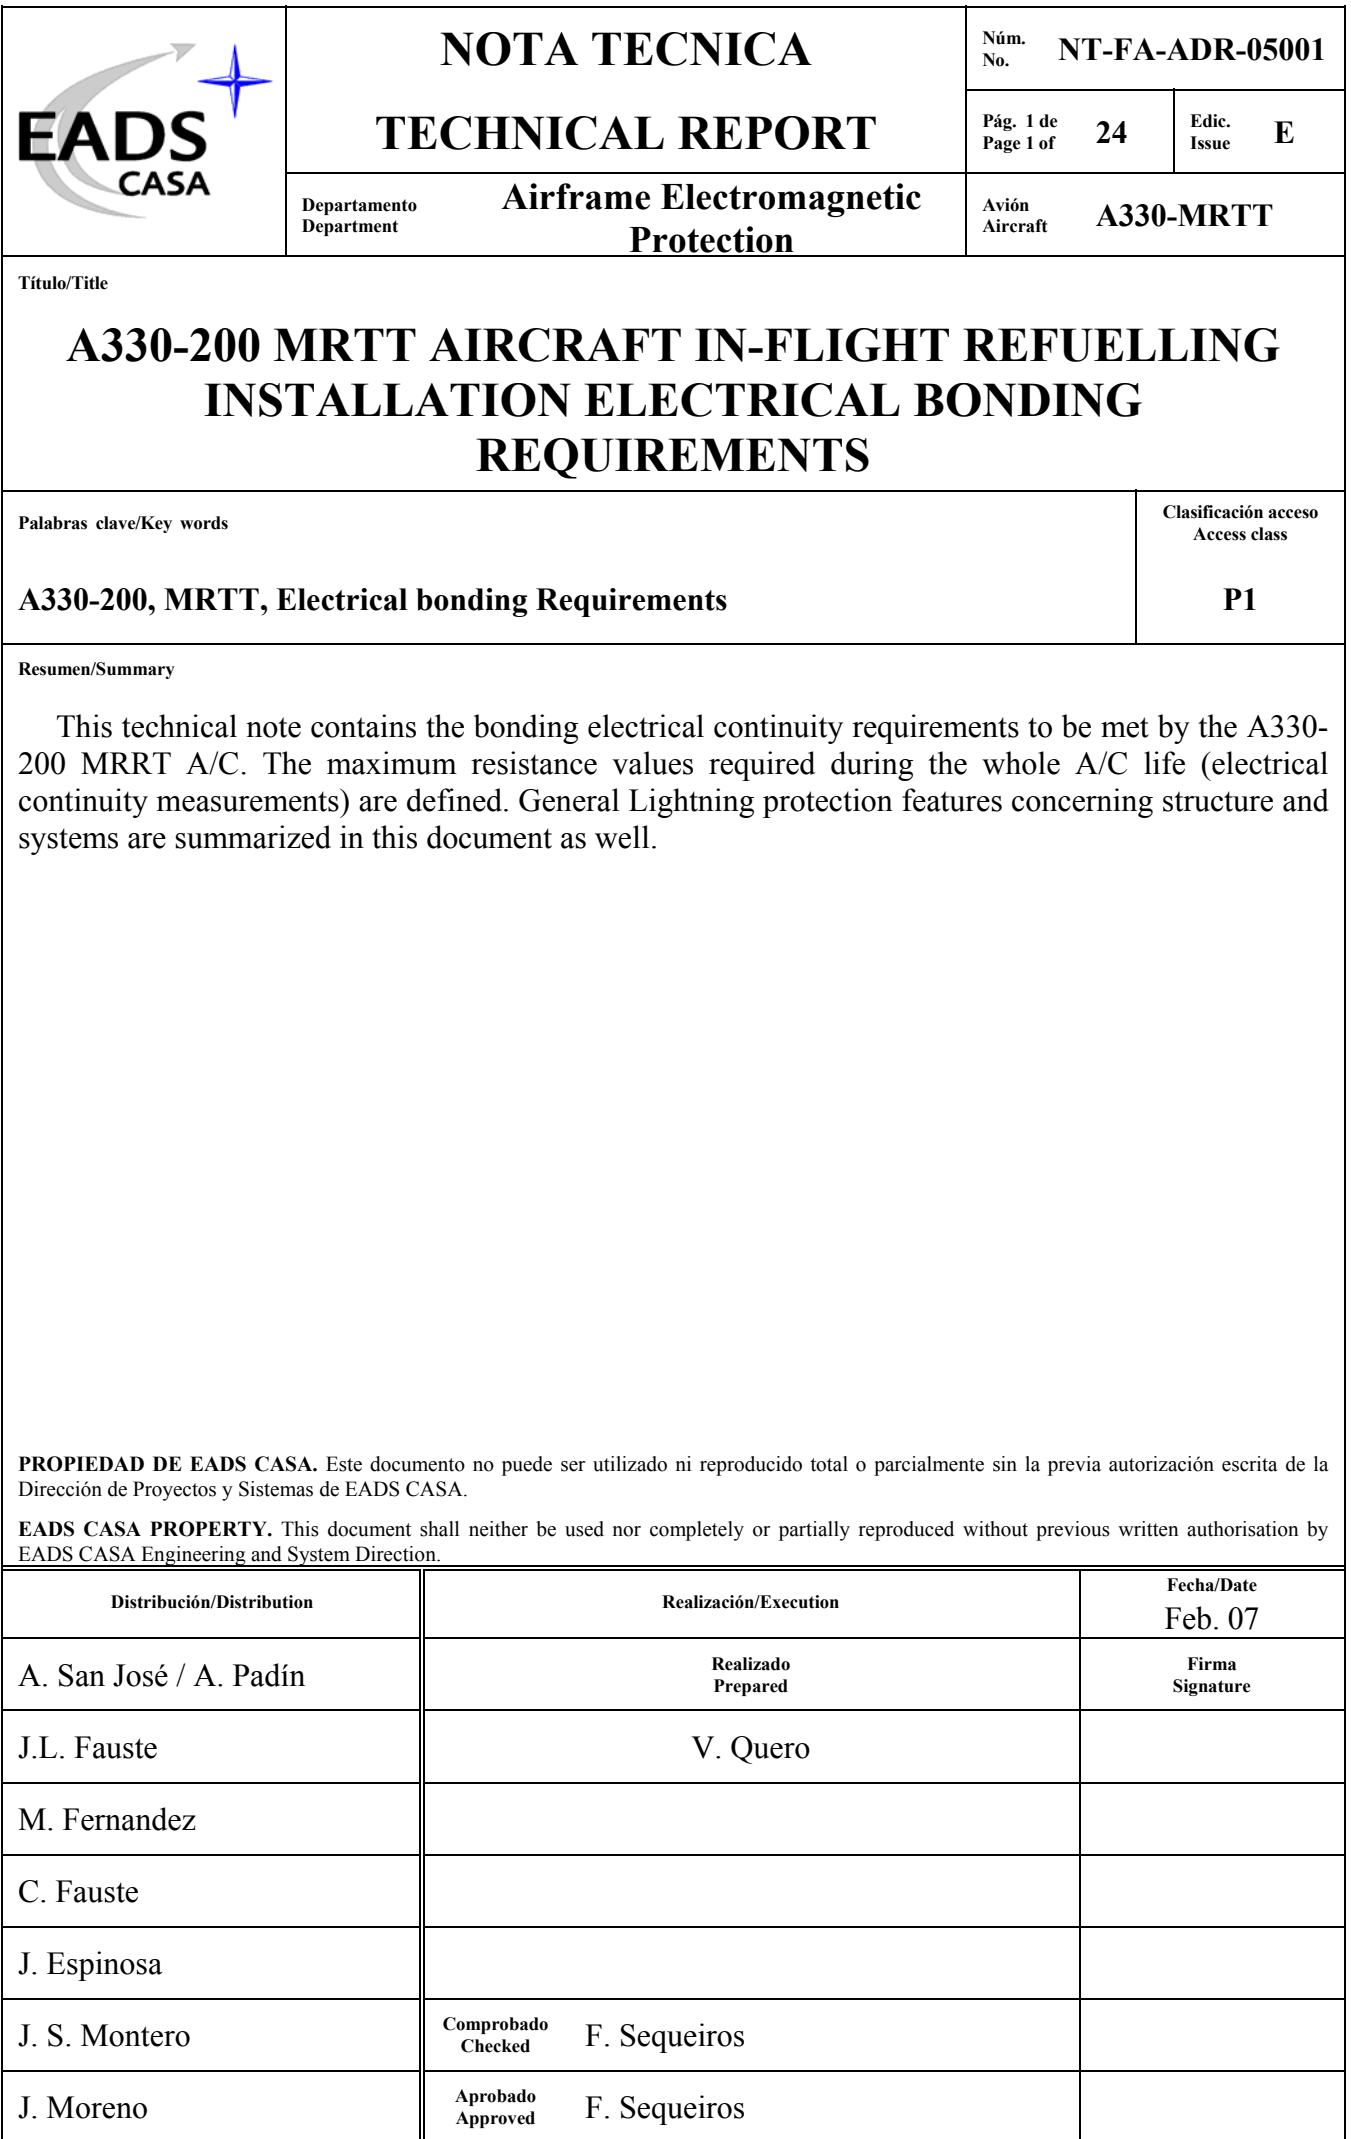 EADS
CASA
NOTA TECNICA
TECHNICAL REPORT
Núm.
No.
NT-FA-ADR-05001
Pág. 1 de
Page 1 of
24
Edic.
Issue
E
Departamento
Department
Airframe Electromagnetic
Protection
Avión
Aircraft
A330-MRTT
Título/Title
A330-200 MRTT AIRCRAFT IN-FLIGHT REFUELLING
INSTALLATION ELECTRICAL BONDING
REQUIREMENTS
Palabras clave/Key words
Clasificación acceso
Access class
A330-200, MRTT, Electrical bonding Requirements
P1
Resumen/Summary
This technical note contains the bonding electrical continuity requirements to be met by the A330-
200 MRRT A/C. The maximum resistance values required during the whole A/C life (electrical
continuity measurements) are defined. General Lightning protection features concerning structure and
systems are summarized in this document as well.
PROPIEDAD DE EADS CASA. Este documento no puede ser utilizado ni reproducido total o parcialmente sin la previa autorización escrita de la
Dirección de Proyectos y Sistemas de EADS CASA.
EADS CASA PROPERTY. This document shall neither be used nor completely or partially reproduced without previous written authorisation by
EADS CASA Engineering and System Direction.
Distribución/Distribution
Realización/Execution
Fecha/Date
Feb. 07
A. San José / A. Padín
Realizado
Prepared
Firma
Signature
J.L. Fauste
V. Quero
M. Fernandez
C. Fauste
J. Espinosa
J. S. Montero
Comprobado
Checked
F. Sequeiros
J. Moreno
Aprobado
Approved
F. Sequeiros